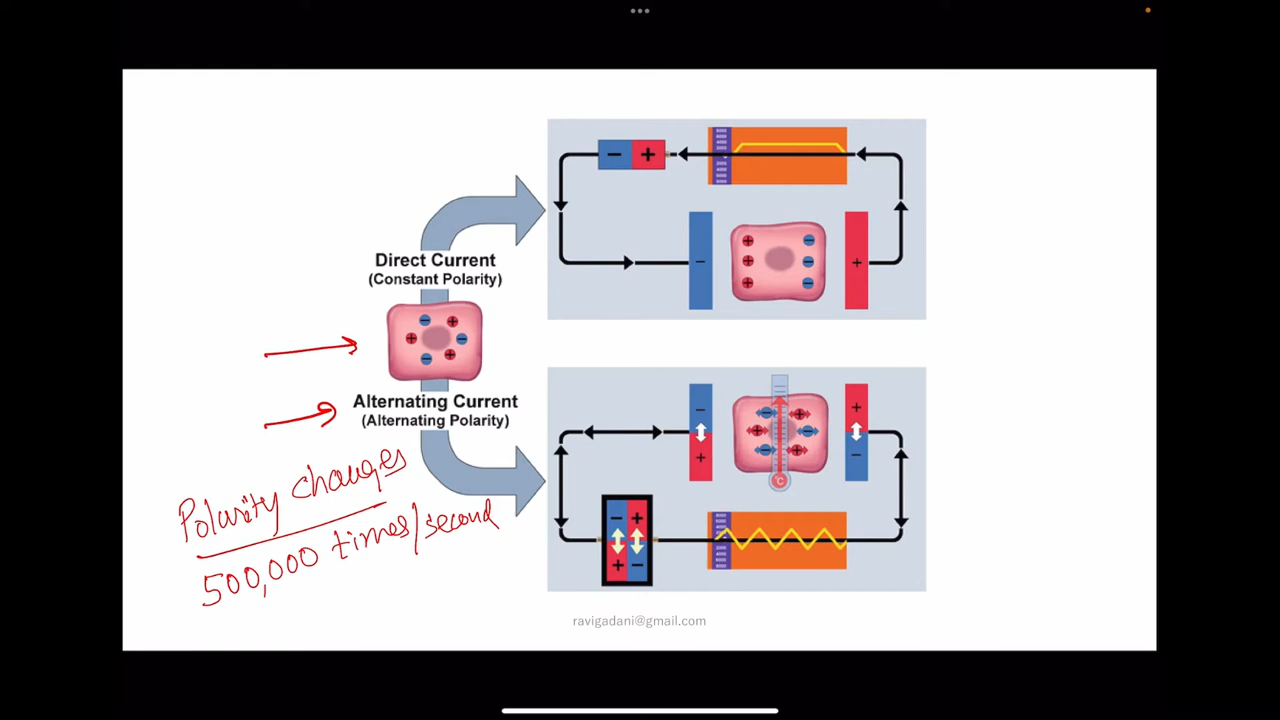 Direct Current
(Constant Polarity)
Alternating Current
(Alternating Polarity)
Polarity changes
500,000 times/second
− +
− +
+ − + − + −
− +
+ −
− +
+ −
°C
ravigadani@gmail.com